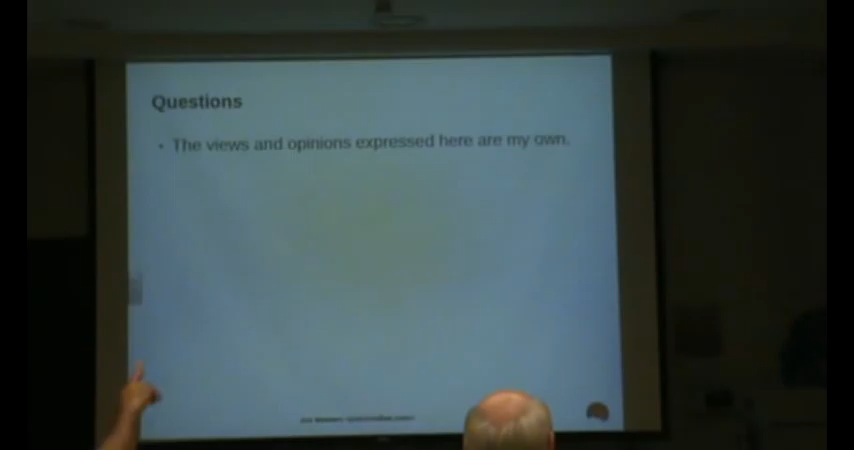 Questions
• The views and opinions expressed here are my own.